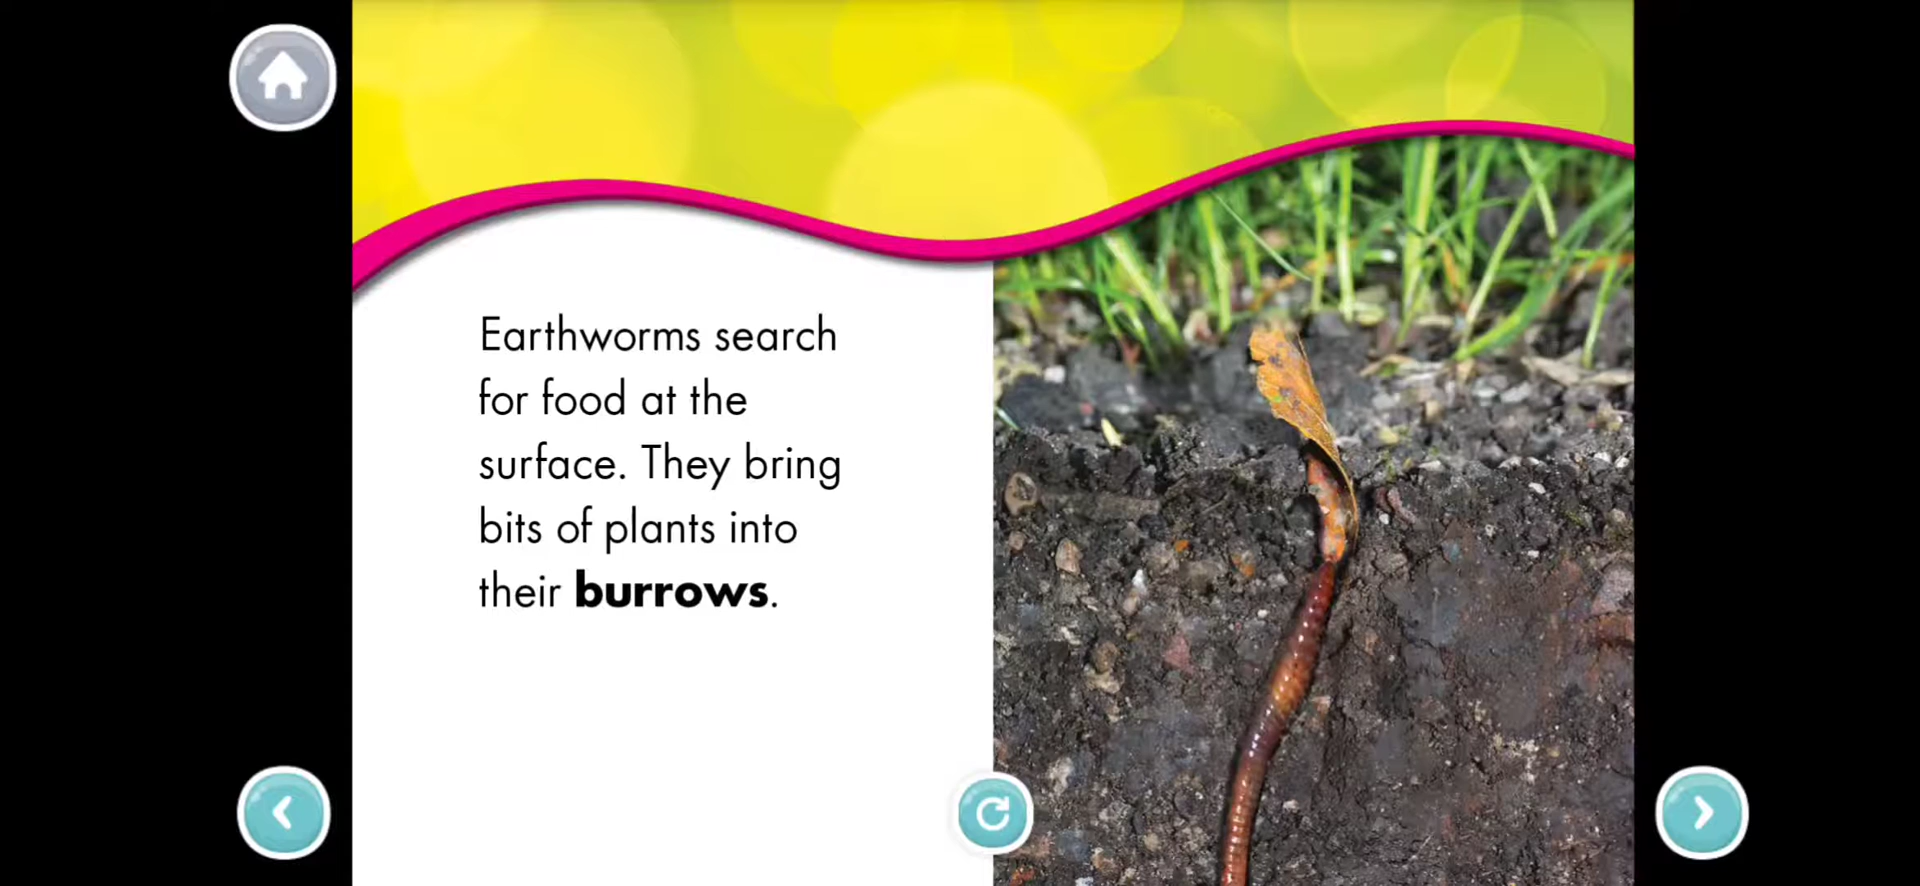 Earthworms search
for food at the
surface. They bring
bits of plants into
their burrows.